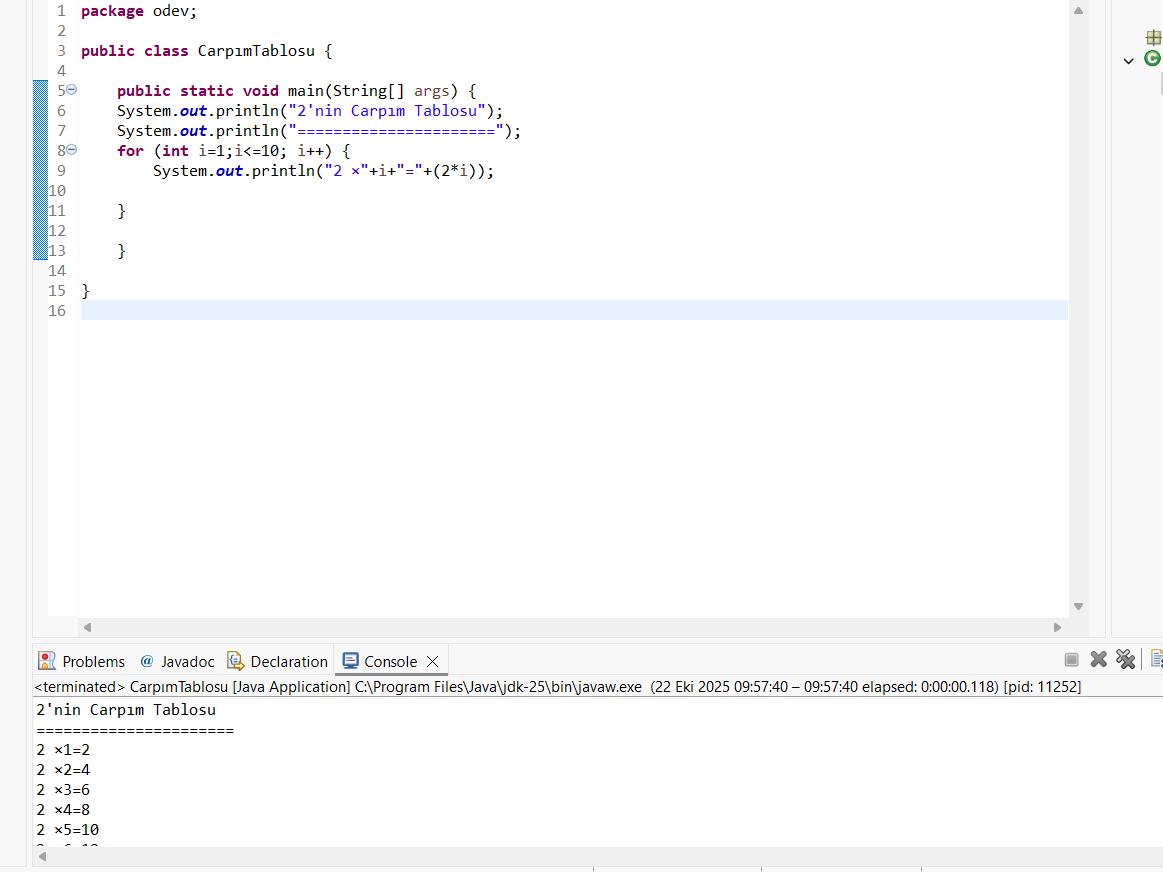 1 package odev;
2
3 public class CarpımTablosu {
4
5 public static void main(String[] args) {
6 System.out.println("2'nin Carpım Tablosu");
7 System.out.println("======================");
8 for (int i=1;i<=10; i++) {
9 System.out.println("2 ×"+i+"="+(2*i));
10
11 }
12
13 }
14
15 }
16
Problems @ Javadoc Declaration Console
<terminated> CarpımTablosu [Java Application] C:\Program Files\Java\jdk-25\bin\javaw.exe (22 Eki 2025 09:57:40 – 09:57:40 elapsed: 0:00:00.118) [pid: 11252]
2'nin Carpım Tablosu
======================
2 ×1=2
2 ×2=4
2 ×3=6
2 ×4=8
2 ×5=10